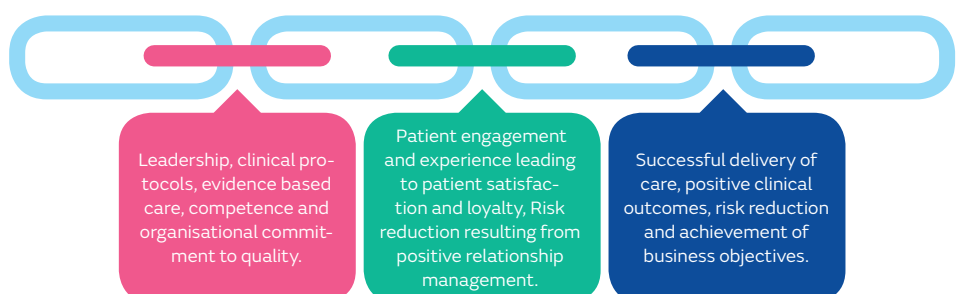 Leadership, clinical pro-
tocols, evidence based
care, competence and
organisational commit-
ment to quality.
Patient engagement
and experience leading
to patient satisfac-
tion and loyalty, Risk
reduction resulting from
positive relationship
management.
Successful delivery of
care, positive clinical
outcomes, risk reduction
and achievement of
business objectives.